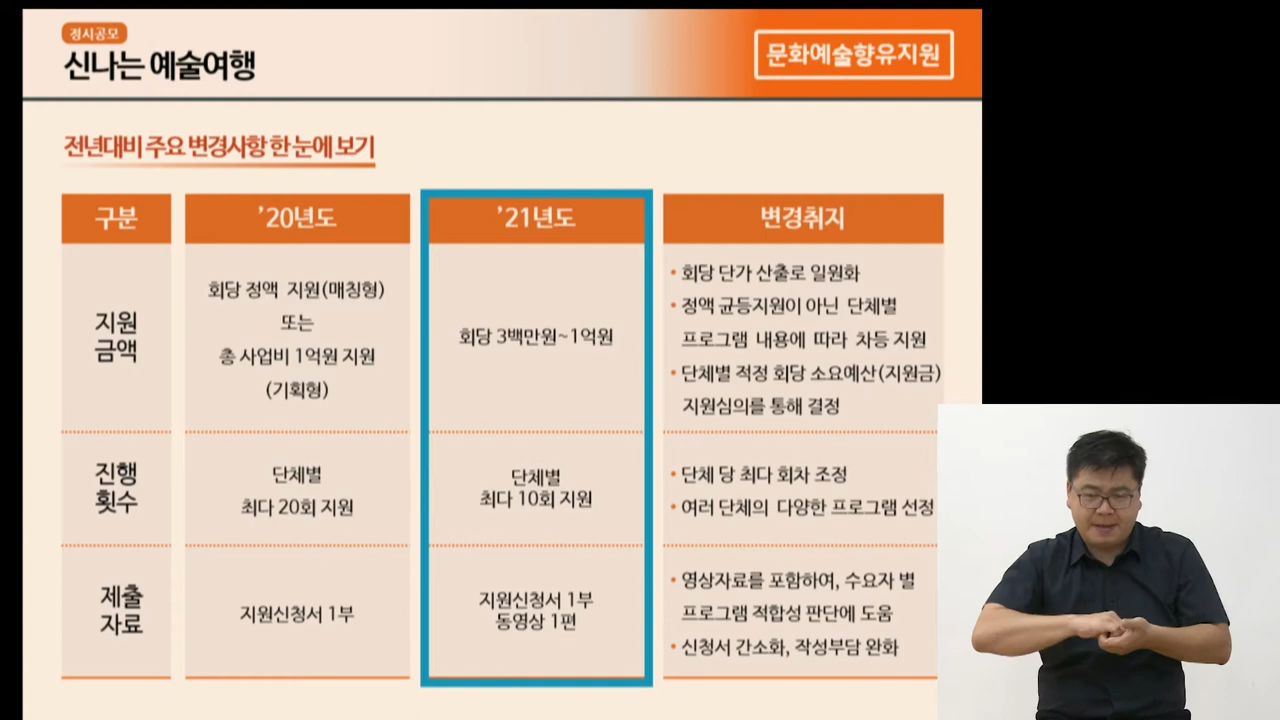 정시공모
신나는 예술여행
문화예술향유지원
전년대비 주요 변경사항 한 눈에 보기
구분
’20년도
’21년도
변경취지
지원
금액
회당 정액 지원(매칭형)
또는
총 사업비 1억원 지원
(기획형)
회당 3백만원~1억원
• 회당 단가 산출로 일원화
• 정액 균등지원이 아닌 단체별
프로그램 내용에 따라 차등 지원
• 단체별 적정 회당 소요예산(지원금)
지원심의를 통해 결정
진행
횟수
단체별
최다 20회 지원
단체별
최다 10회 지원
• 단체 당 최다 회차 조정
• 여러 단체의 다양한 프로그램 선정
제출
자료
지원신청서 1부
지원신청서 1부
동영상 1편
• 영상자료를 포함하여, 수요자 별
프로그램 적합성 판단에 도움
• 신청서 간소화, 작성부담 완화